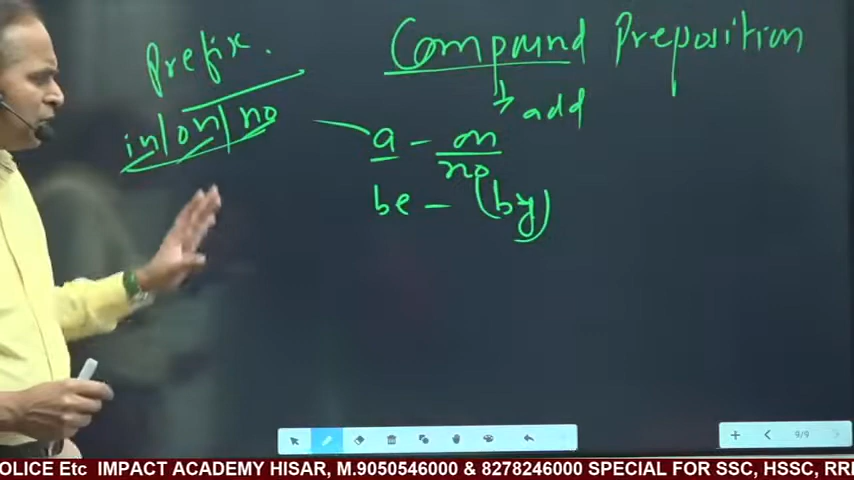 Prefix.
in/on/no
Compound Preposition
add
a - on
no
be - (by)
9/9
OLICE Etc IMPACT ACADEMY HISAR, M.9050546000 & 8278246000 SPECIAL FOR SSC, HSSC, RRI